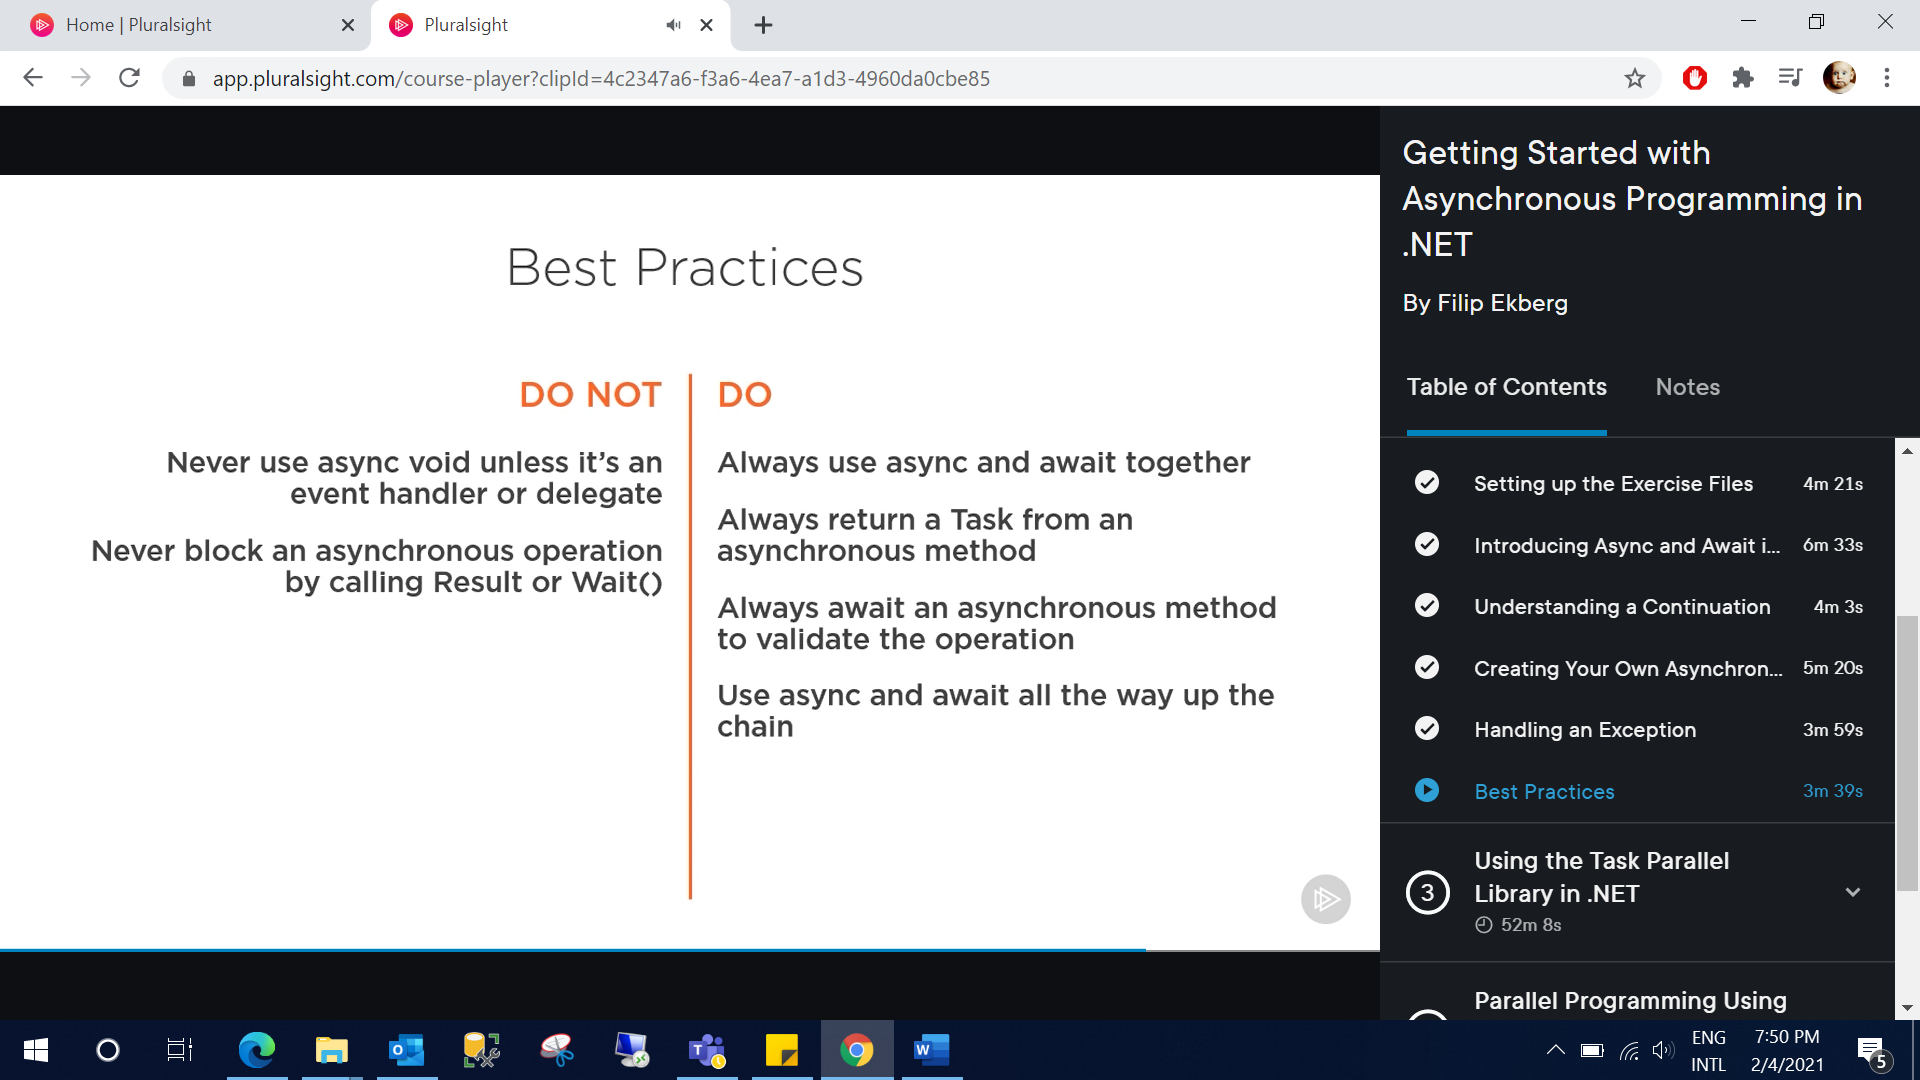 Home | Pluralsight
Pluralsight
app.pluralsight.com/course-player?clipId=4c2347a6-f3a6-4ea7-a1d3-4960da0cbe85
Best Practices
DO NOT
Never use async void unless it’s an
event handler or delegate
Never block an asynchronous operation
by calling Result or Wait()
DO
Always use async and await together
Always return a Task from an
asynchronous method
Always await an asynchronous method
to validate the operation
Use async and await all the way up the
chain
Getting Started with
Asynchronous Programming in
.NET
By Filip Ekberg
Table of Contents
Notes
Setting up the Exercise Files 4m 21s
Introducing Async and Await i... 6m 33s
Understanding a Continuation 4m 3s
Creating Your Own Asynchron... 5m 20s
Handling an Exception 3m 59s
Best Practices 3m 39s
3
Using the Task Parallel
Library in .NET
52m 8s
Parallel Programming Using
ENG
INTL
7:50 PM
2/4/2021
5